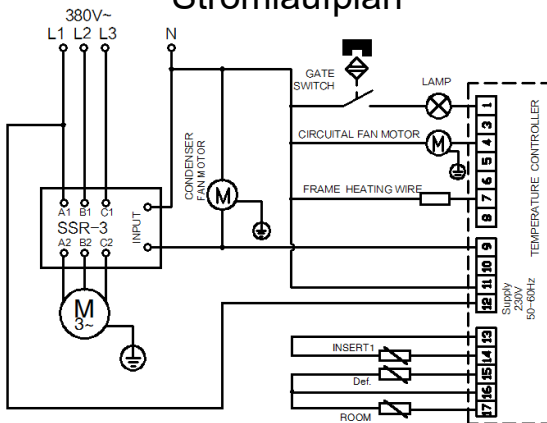 Stromlaufplan
380V~
L1 L2 L3 N
GATE
SWITCH
LAMP
CIRCUITAL FAN MOTOR
M
FRAME HEATING WIRE
CONDENSER
FAN MOTOR
M
A1 B1 C1
SSR-3
A2 B2 C2
INPUT
M
3~
1
3
4
5
6
7
8
9
10
11
12
13
14
15
16
17
TEMPERATURE CONTROLLER
Supply
230V
50-60Hz
INSERT1
Def.
ROOM